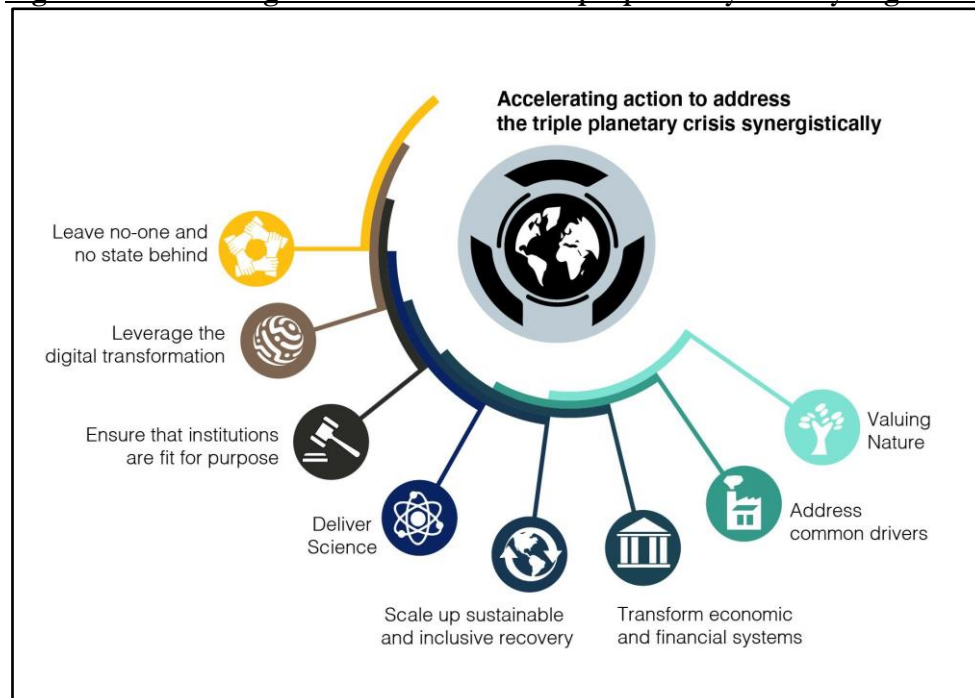 Accelerating action to address
the triple planetary crisis synergistically
Leave no-one and
no state behind
Leverage the
digital transformation
Ensure that institutions
are fit for purpose
Deliver
Science
Scale up sustainable
and inclusive recovery
Transform economic
and financial systems
Address
common drivers
Valuing
Nature